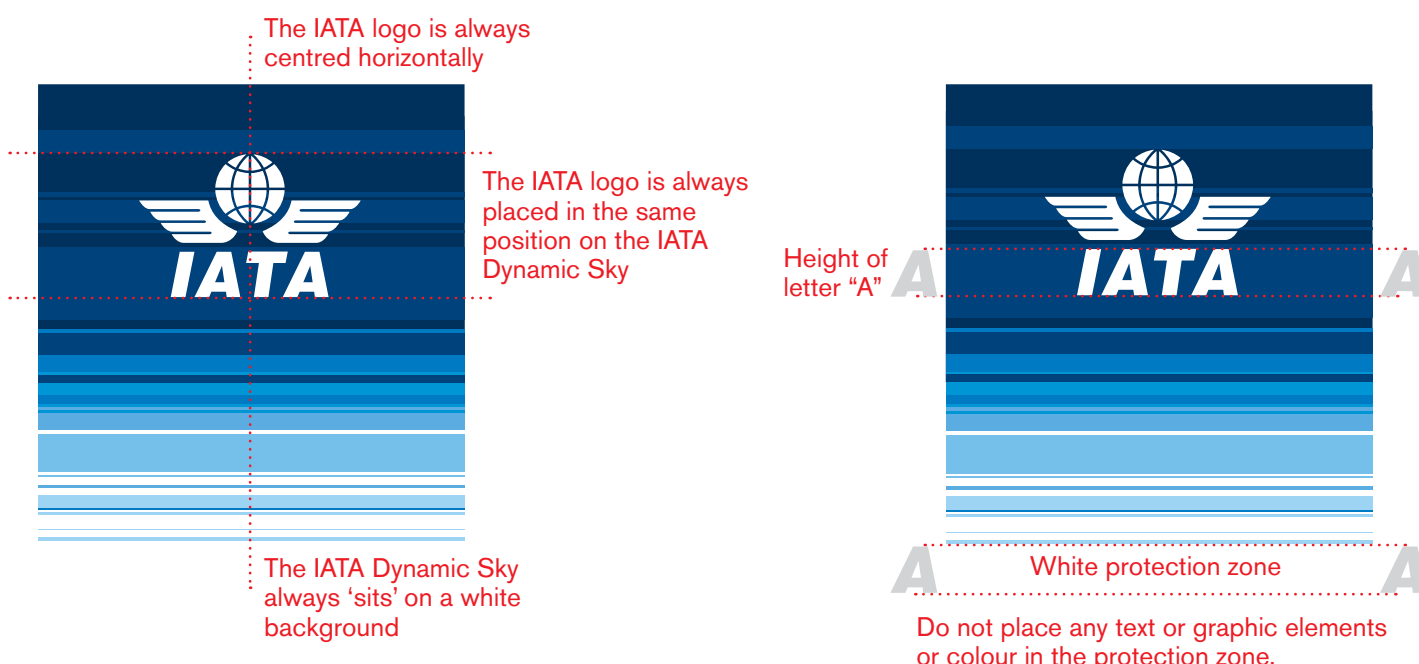 The IATA logo is always
centred horizontally
IATA
The IATA logo is always
placed in the same
position on the IATA
Dynamic Sky
The IATA Dynamic Sky
always ‘sits’ on a white
background
IATA
Height of
letter “A”
A
A
A
A
White protection zone
Do not place any text or graphic elements
or colour in the protection zone.